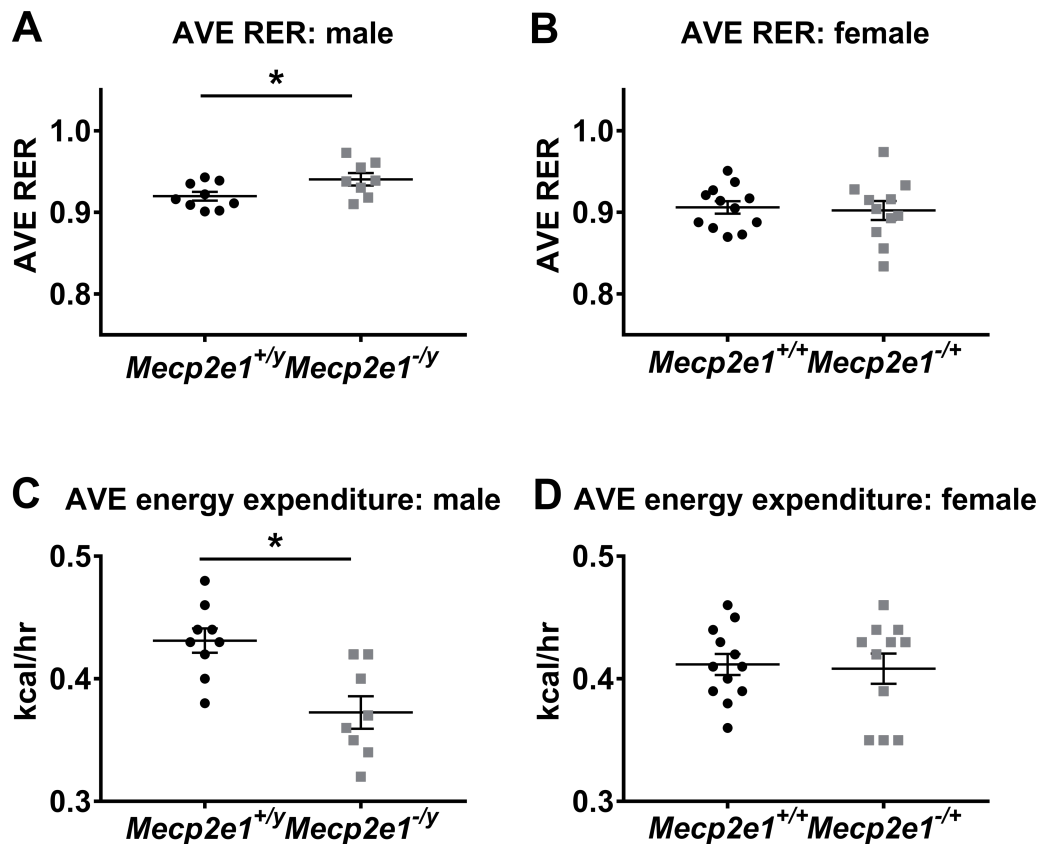 A AVE RER: male
*
AVE RER
1.0
0.9
0.8
Mecp2e1+/y Mecp2e1-/y
B AVE RER: female
AVE RER
1.0
0.9
0.8
Mecp2e1+/+ Mecp2e1-/+
C AVE energy expenditure: male
*
kcal/hr
0.5
0.4
0.3
Mecp2e1+/y Mecp2e1-/y
D AVE energy expenditure: female
kcal/hr
0.5
0.4
0.3
Mecp2e1+/+ Mecp2e1-/+